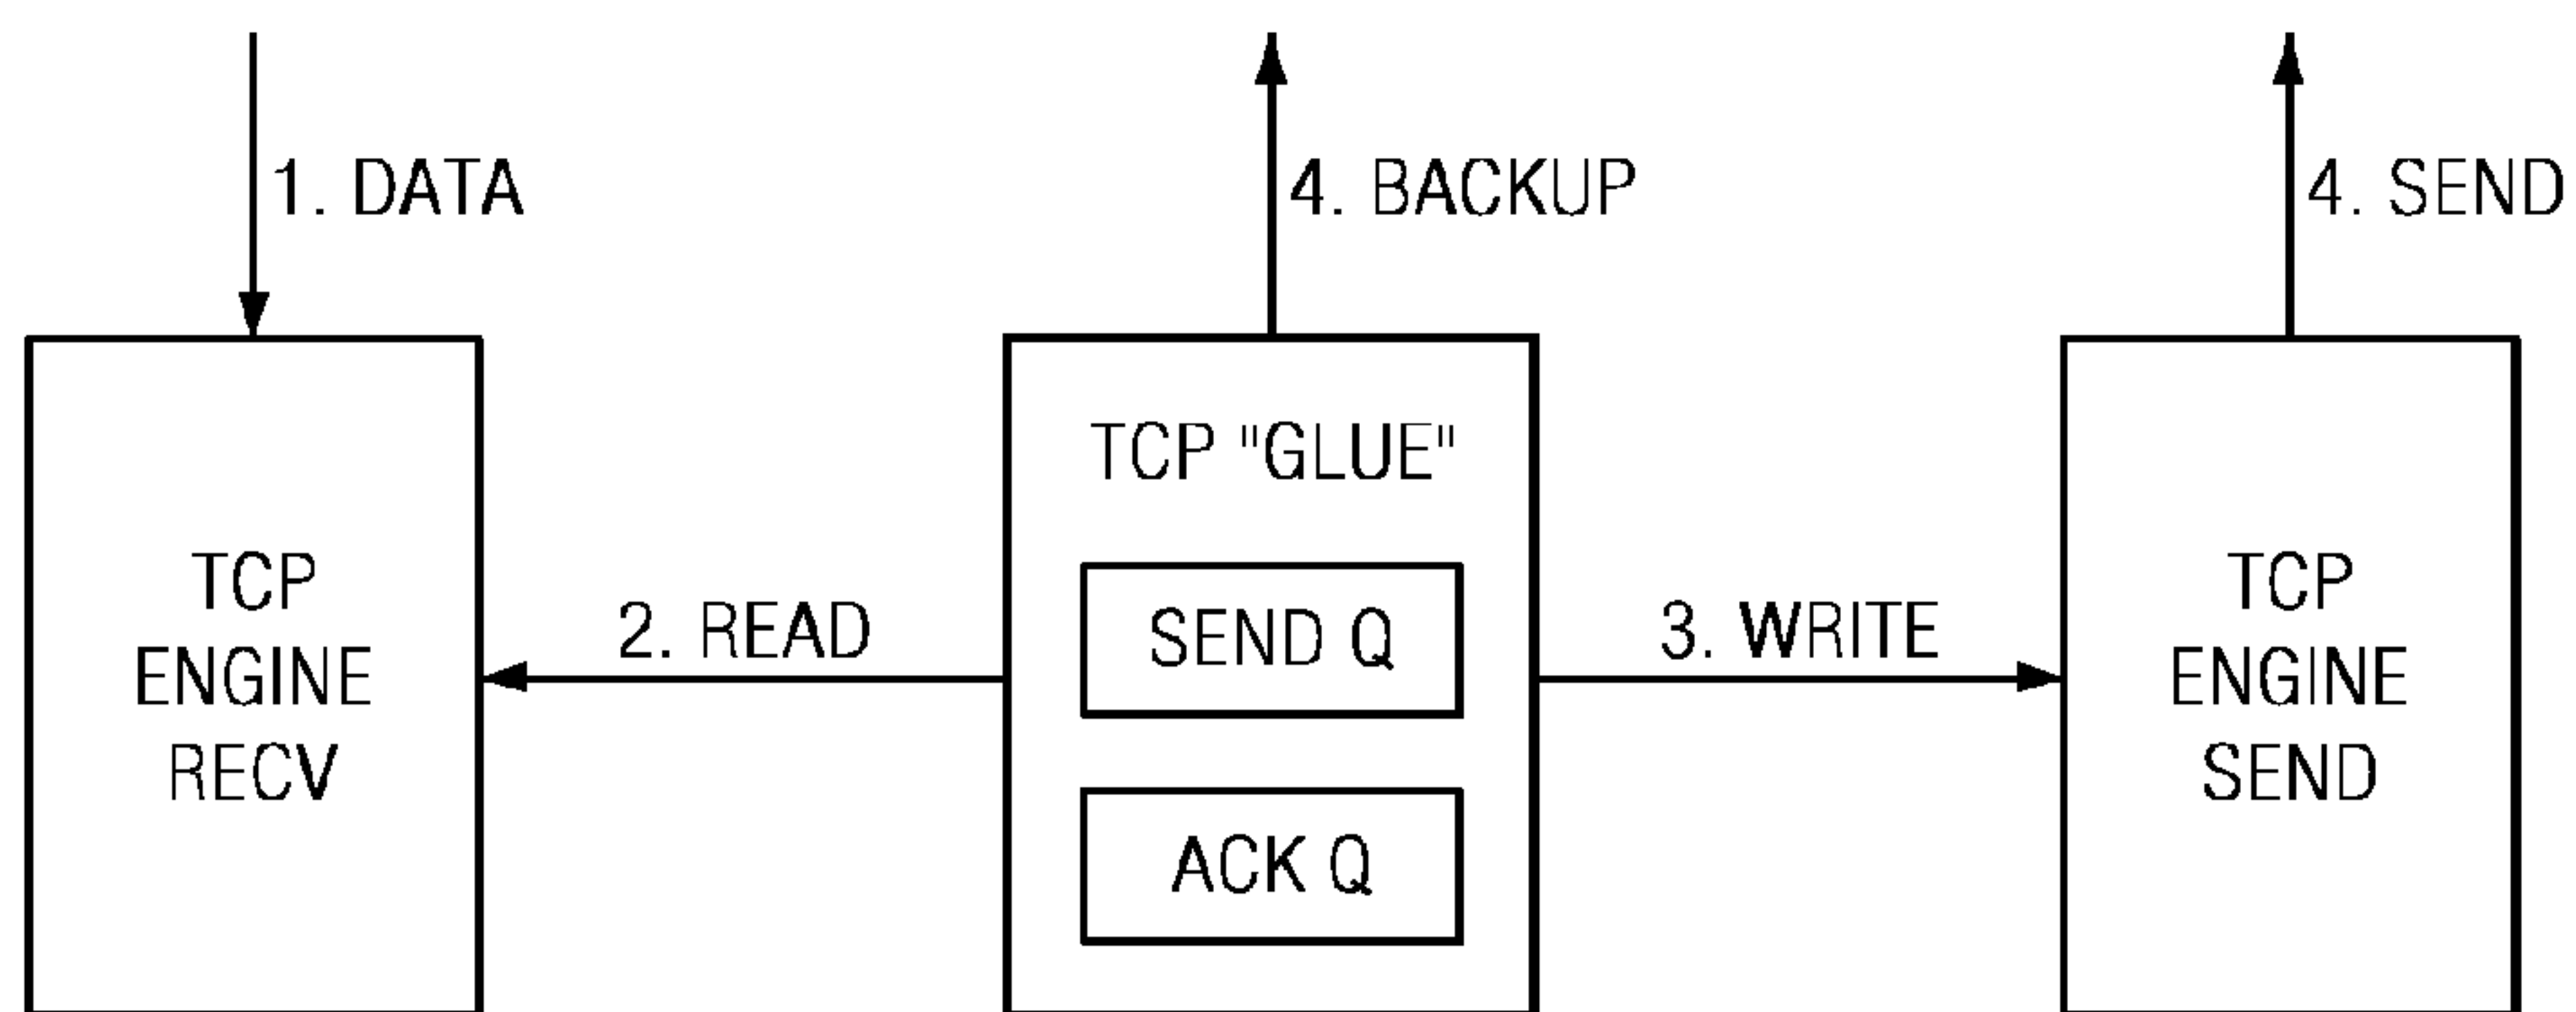 1. DATA
4. BACKUP
4. SEND
TCP
ENGINE
RECV
2. READ
TCP "GLUE"
SEND Q
ACK Q
3. WRITE
TCP
ENGINE
SEND